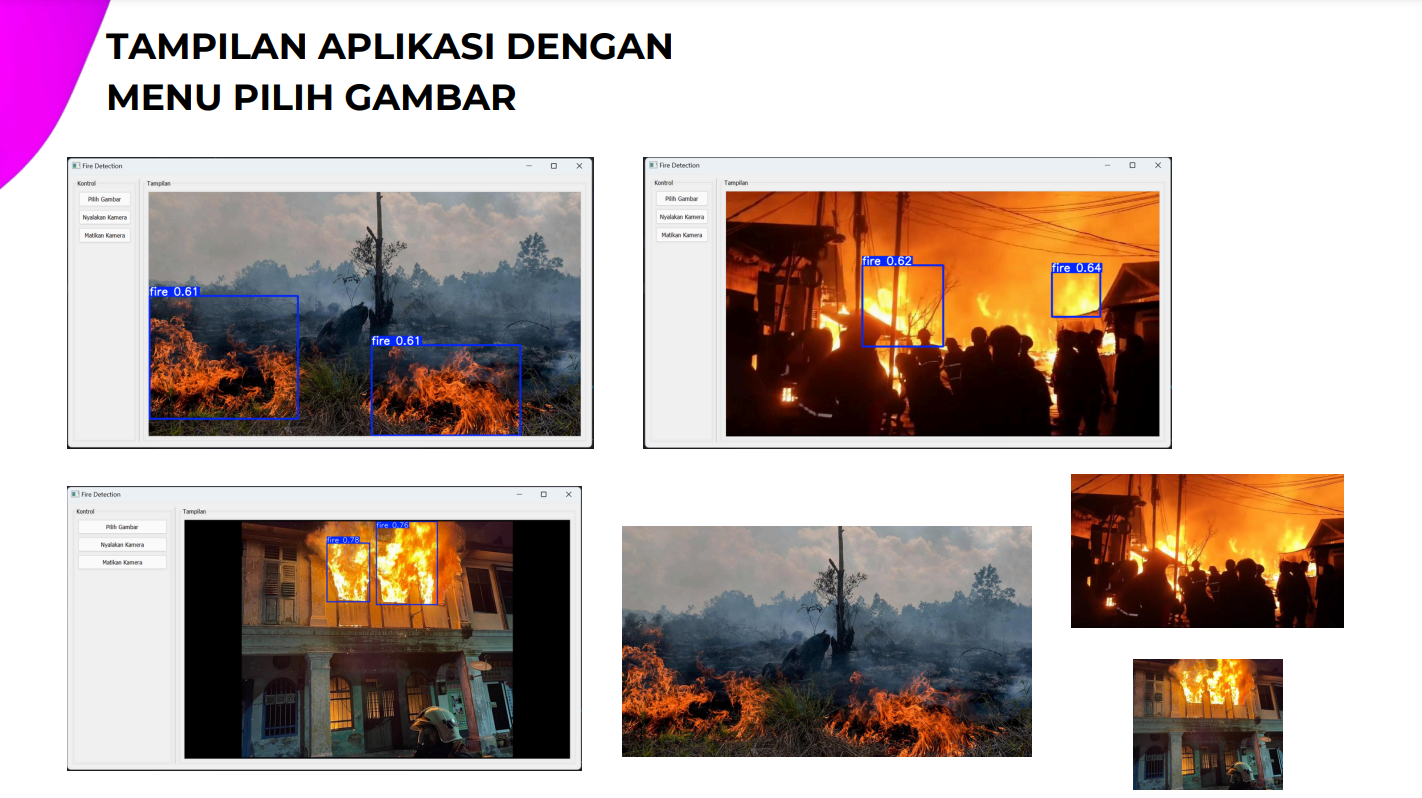 TAMPILAN APLIKASI DENGAN
MENU PILIH GAMBAR
Fire Detection
Kontrol
Tampilan
Pilih Gambar
Nyalakan Kamera
Matikan Kamera
fire 0.61
fire 0.61
Fire Detection
Kontrol
Tampilan
Pilih Gambar
Nyalakan Kamera
Matikan Kamera
fire 0.62
fire 0.64
Fire Detection
Kontrol
Tampilan
Pilih Gambar
Nyalakan Kamera
Matikan Kamera
fire 0.76
fire 0.78